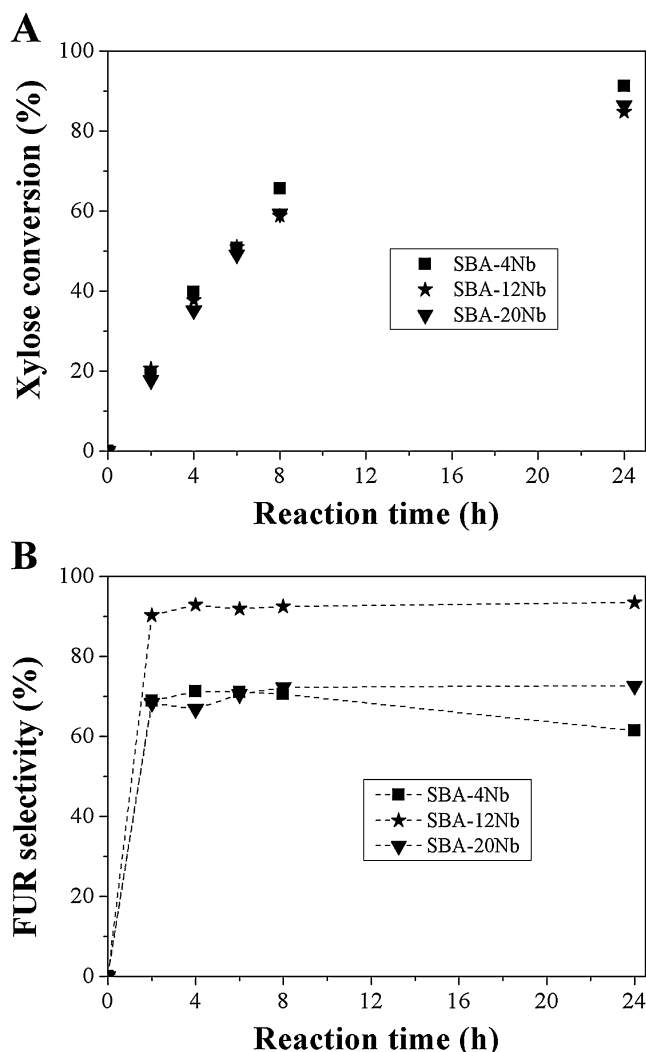 A
Xylose conversion (%)
100
80
60
40
20
0
SBA-4Nb
SBA-12Nb
SBA-20Nb
0 4 8 12 16 20 24
Reaction time (h)
B
FUR selectivity (%)
100
80
60
40
20
0
SBA-4Nb
SBA-12Nb
SBA-20Nb
0 4 8 12 16 20 24
Reaction time (h)